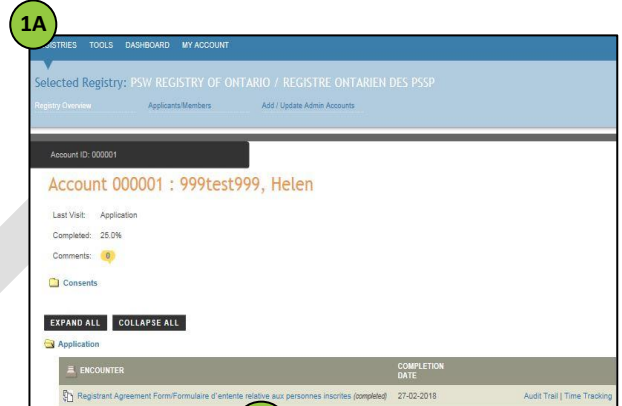 1A
REGISTRIES TOOLS DASHBOARD MY ACCOUNT
Selected Registry: PSW REGISTRY OF ONTARIO / REGISTRE ONTARIEN DES PSSP
Registry Overview Applicants/Members Add / Update Admin Accounts
Account ID: 000001
Account 000001 : 999test999, Helen
Last Visit: Application
Completed: 25.0%
Comments: 0
Consents
EXPAND ALL COLLAPSE ALL
Application
ENCOUNTER COMPLETION DATE
Registrant Agreement Form/Formulaire d'entente relative aux personnes inscrites (completed) 27-02-2018 Audit Trail | Time Tracking